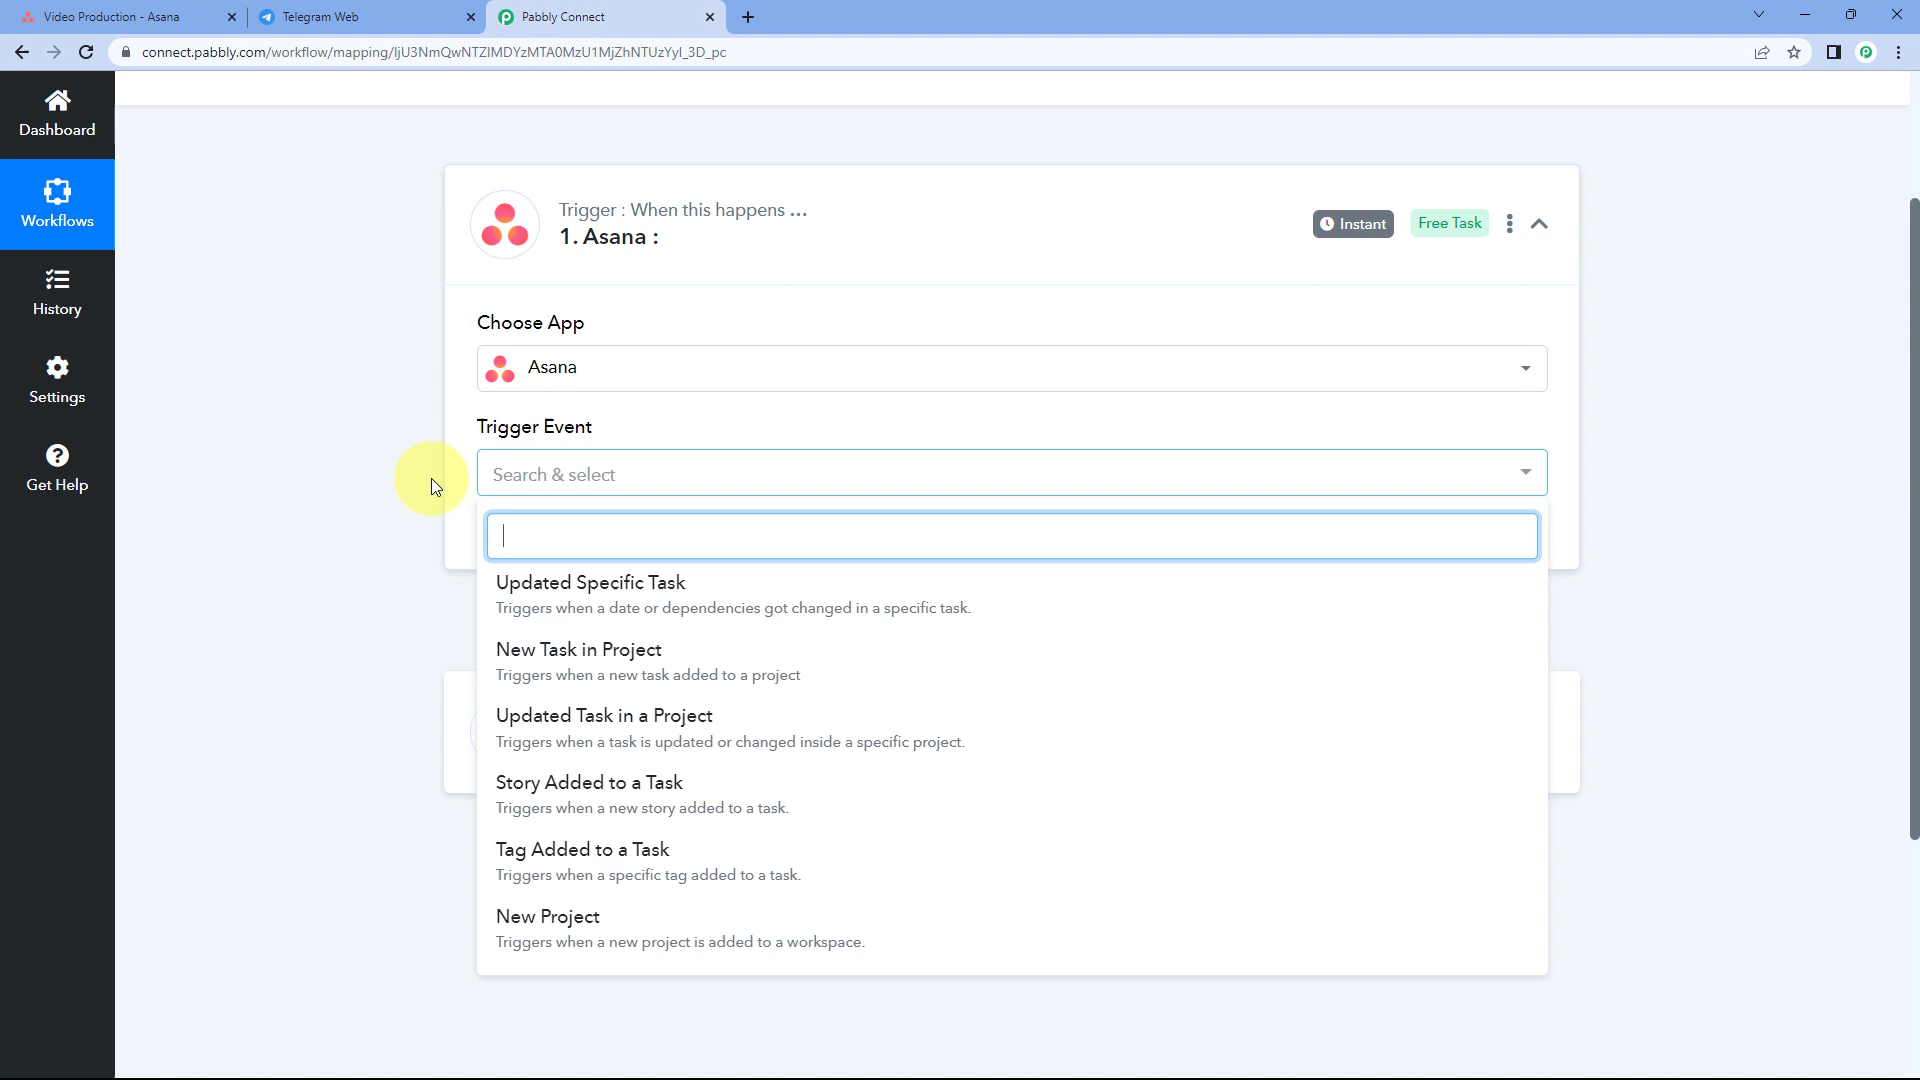 Video Production - Asana
Telegram Web
Pabbly Connect
connect.pabbly.com/workflow/mapping/IjU3NmQwNTZlMDYzMTA0MzU1MjZhNTUzYyI_3D_pc
Dashboard
Workflows
History
Settings
Get Help
Trigger : When this happens ...
1. Asana :
Instant
Free Task
Choose App
Asana
Trigger Event
Search & select
Updated Specific Task
Triggers when a date or dependencies got changed in a specific task.
New Task in Project
Triggers when a new task added to a project
Updated Task in a Project
Triggers when a task is updated or changed inside a specific project.
Story Added to a Task
Triggers when a new story added to a task.
Tag Added to a Task
Triggers when a specific tag added to a task.
New Project
Triggers when a new project is added to a workspace.